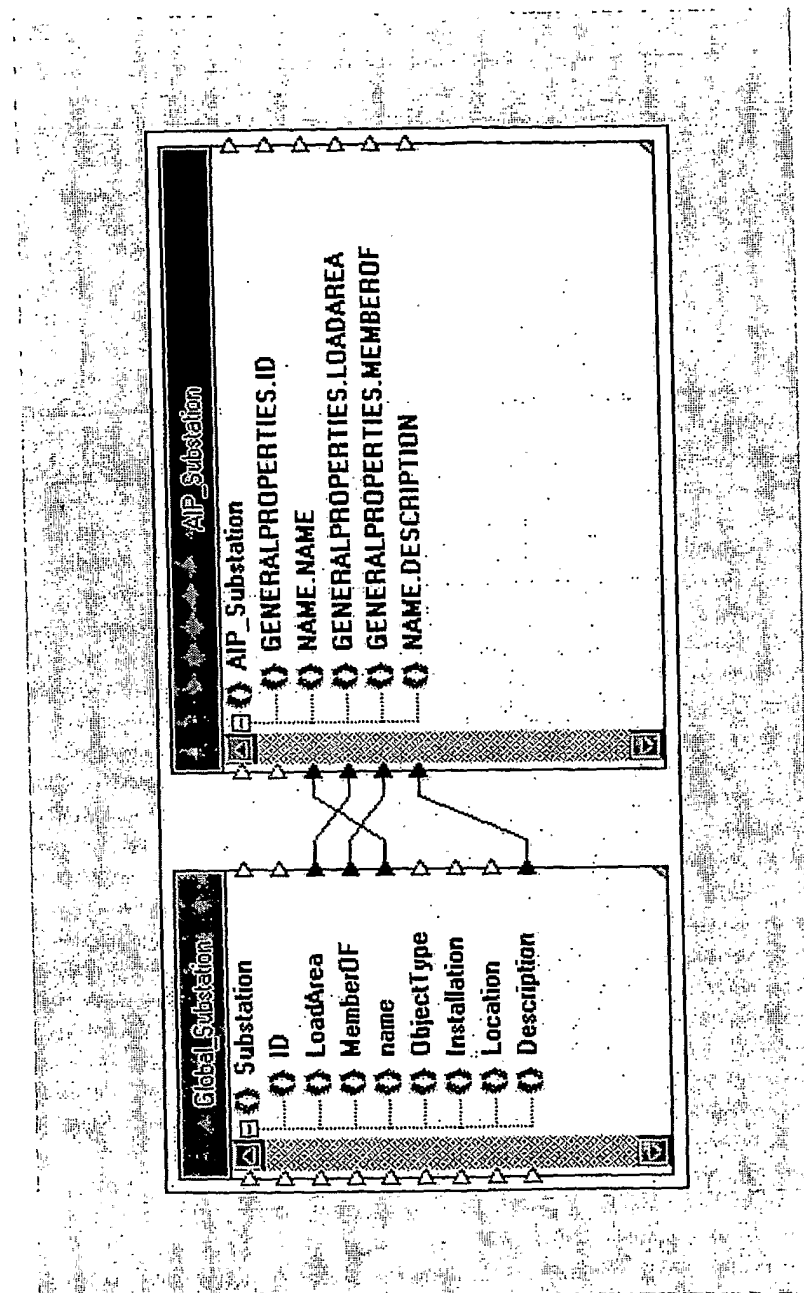 Global_Substation
Substation
ID
LoadArea
MemberOF
name
ObjectType
Installation
Location
Description
AIP_Substation
AIP_Substation
GENERALPROPERTIES.ID
NAME.NAME
GENERALPROPERTIES.LOADAREA
GENERALPROPERTIES.MEMBEROF
NAME.DESCRIPTION